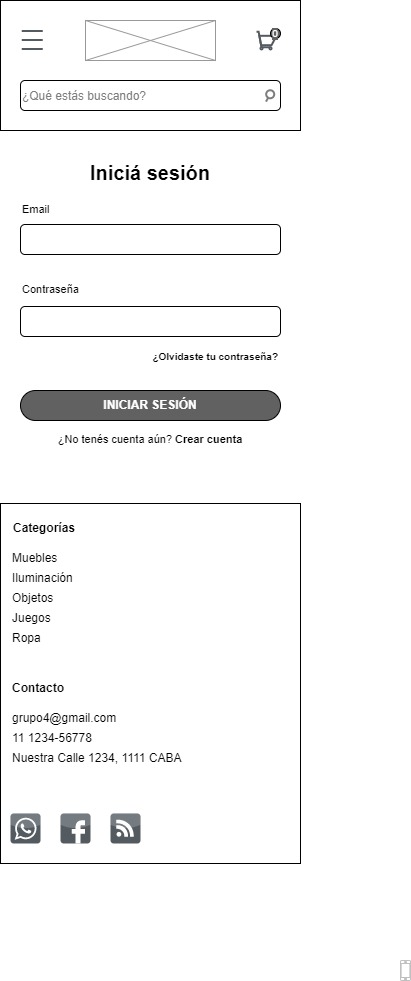 0
¿Qué estás buscando?
Iniciá sesión
Email
Contraseña
¿Olvidaste tu contraseña?
INICIAR SESIÓN
¿No tenés cuenta aún? Crear cuenta
Categorías
Muebles
Iluminación
Objetos
Juegos
Ropa
Contacto
grupo4@gmail.com
11 1234-56778
Nuestra Calle 1234, 1111 CABA